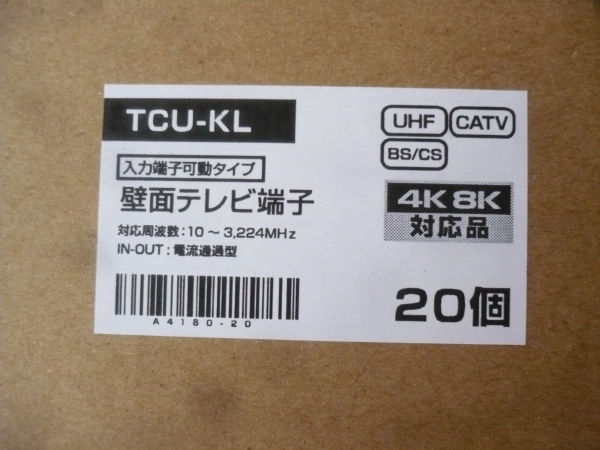 TCU-KL
UHF CATV
BS/CS
入力端子可動タイプ
壁面テレビ端子
4K 8K
対応品
対応周波数:10～3,224MHz
IN-OUT:電流通過型
A4180-20
20個